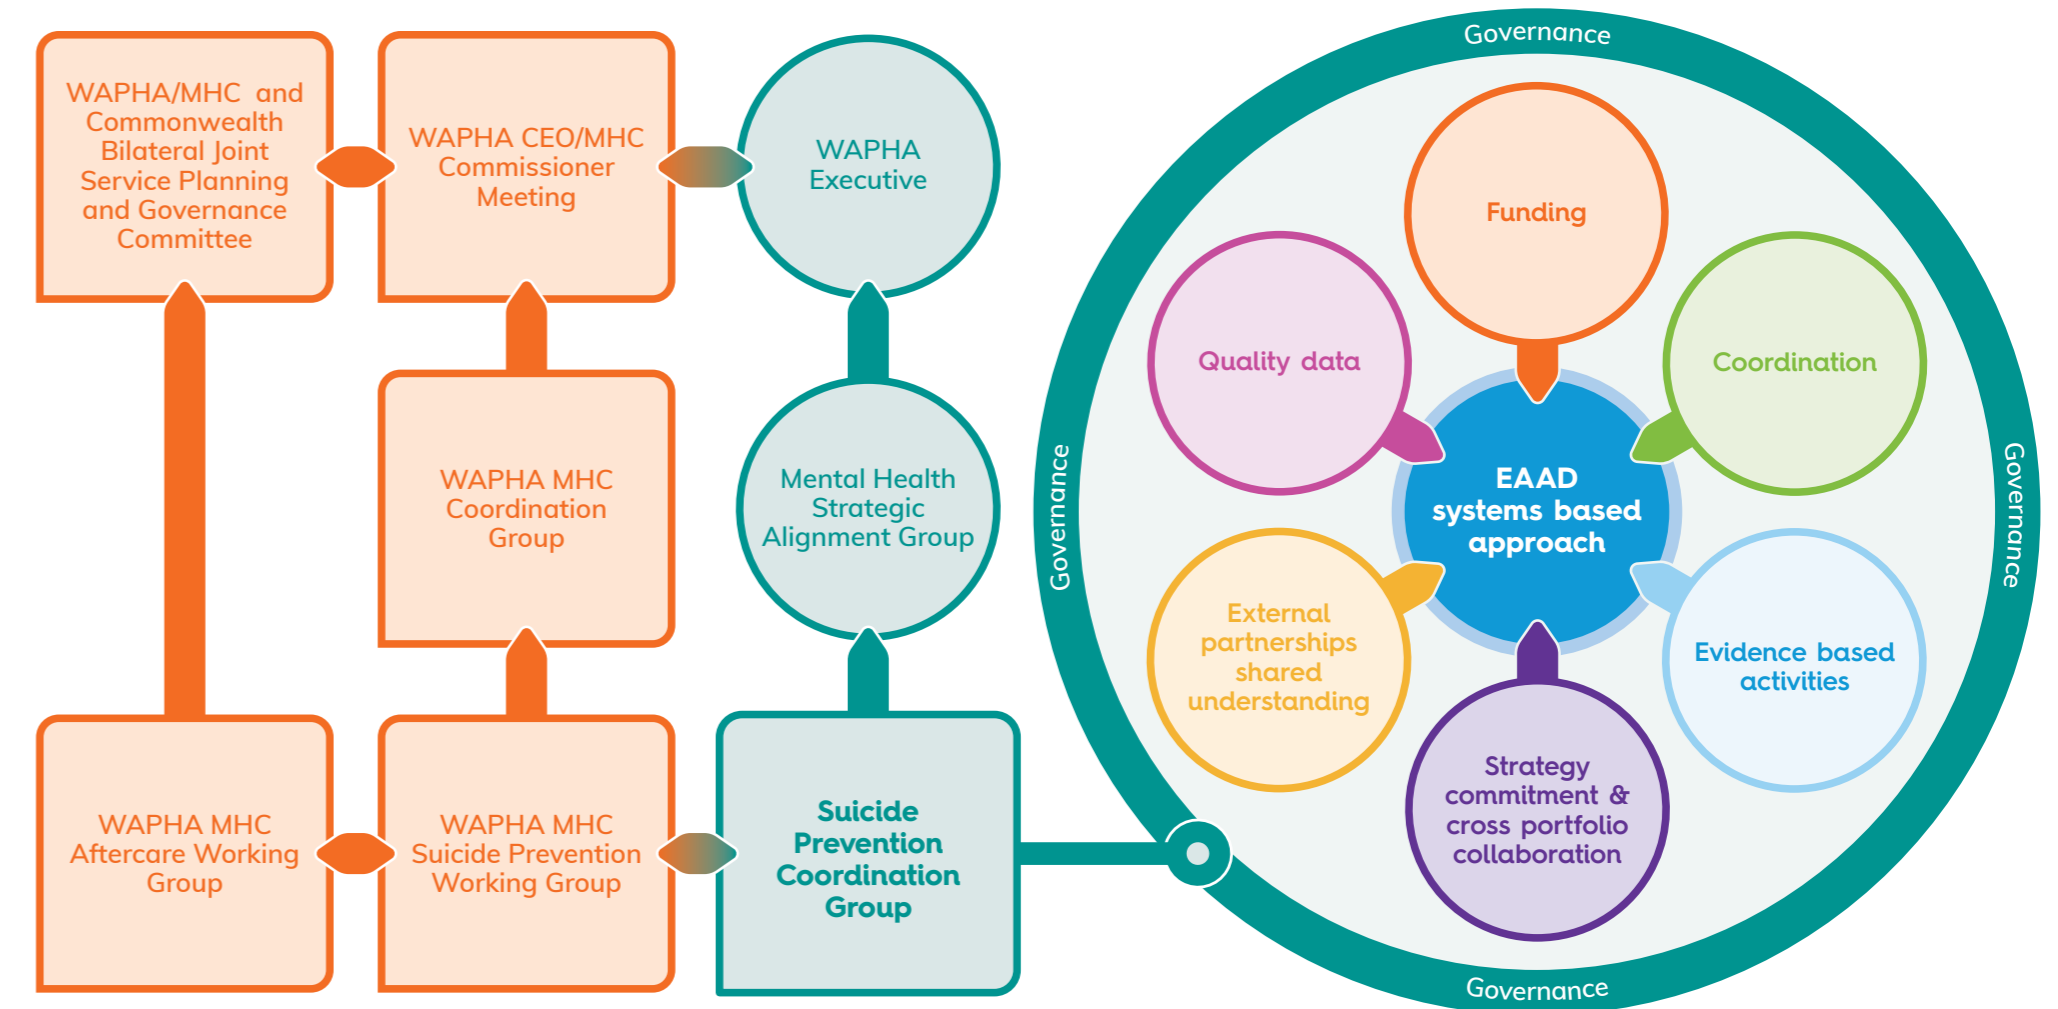 WAPHA/MHC and
Commonwealth
Bilateral Joint
Service Planning
and Governance
Committee
WAPHA CEO/MHC
Commissioner
Meeting
WAPHA
Executive
WAPHA MHC
Coordination
Group
Mental Health
Strategic
Alignment Group
WAPHA MHC
Aftercare Working
Group
WAPHA MHC
Suicide Prevention
Working Group
Suicide
Prevention
Coordination
Group
Governance
Governance
Governance
Governance
Funding
Quality data
Coordination
EAAD
systems based
approach
External
partnerships
shared
understanding
Evidence based
activities
Strategy
commitment &
cross portfolio
collaboration